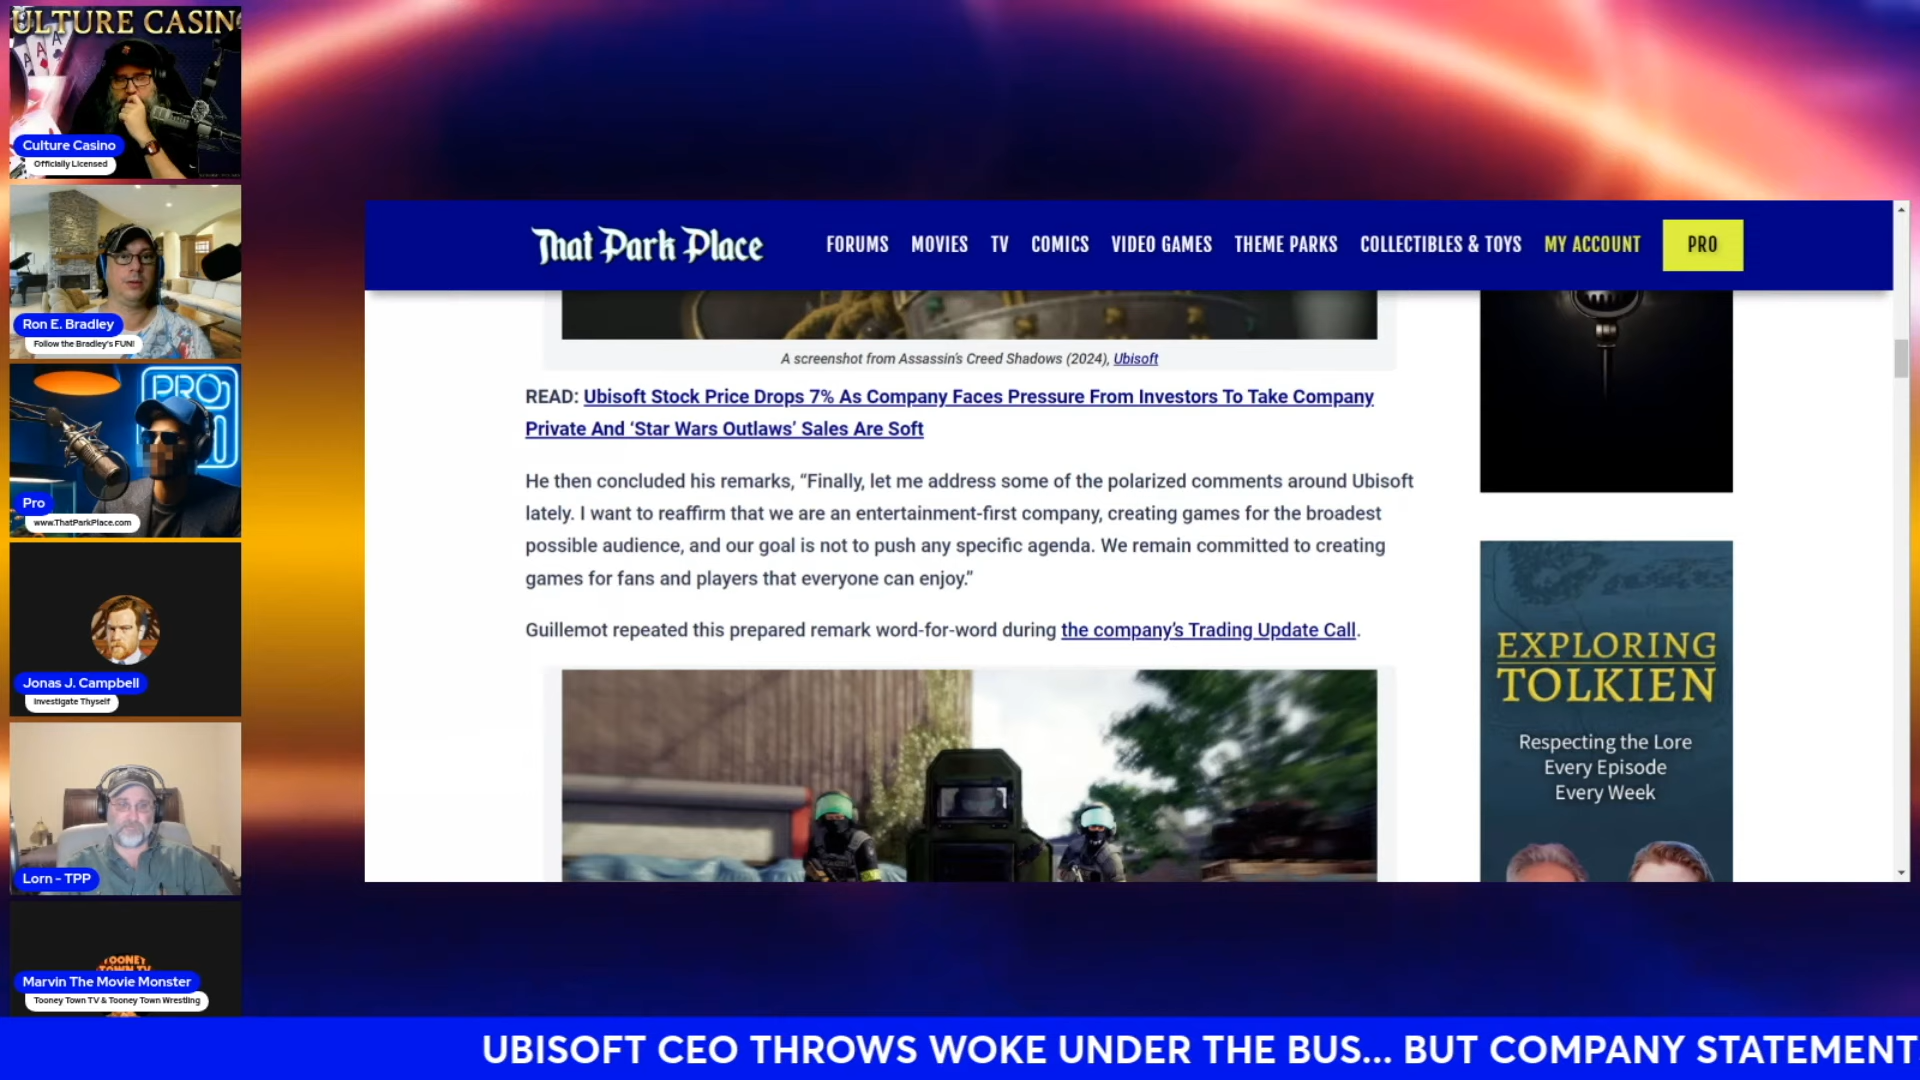 ULTURE CASIN
Culture Casino
Officially Licensed
Ron E. Bradley
Follow the Bradley's FUN!
PRO
Pro
www.ThatParkPlace.com
Jonas J. Campbell
Investigate Thyself
Lorn - TPP
TOONEY
TOWN TV
Marvin The Movie Monster
Tooney Town TV & Tooney Town Wrestling
That Park Place
FORUMS MOVIES TV COMICS VIDEO GAMES THEME PARKS COLLECTIBLES & TOYS MY ACCOUNT PRO
A screenshot from Assassin's Creed Shadows (2024), Ubisoft
READ: Ubisoft Stock Price Drops 7% As Company Faces Pressure From Investors To Take Company
Private And ‘Star Wars Outlaws’ Sales Are Soft
He then concluded his remarks, “Finally, let me address some of the polarized comments around Ubisoft
lately. I want to reaffirm that we are an entertainment-first company, creating games for the broadest
possible audience, and our goal is not to push any specific agenda. We remain committed to creating
games for fans and players that everyone can enjoy.”
Guillemot repeated this prepared remark word-for-word during the company’s Trading Update Call.
EXPLORING
TOLKIEN
Respecting the Lore
Every Episode
Every Week
UBISOFT CEO THROWS WOKE UNDER THE BUS... BUT COMPANY STATEMENT